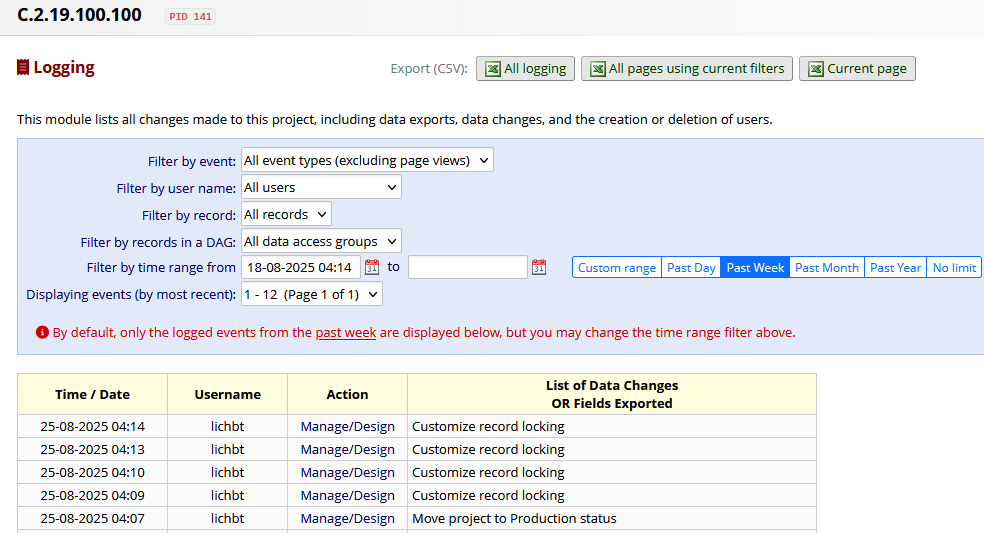 C.2.19.100.100 PID 141
Logging
Export (CSV): All logging All pages using current filters Current page
This module lists all changes made to this project, including data exports, data changes, and the creation or deletion of users.
Filter by event: All event types (excluding page views)
Filter by user name: All users
Filter by record: All records
Filter by records in a DAG: All data access groups
Filter by time range from 18-08-2025 04:14 31 to 31 Custom range Past Day Past Week Past Month Past Year No limit
Displaying events (by most recent): 1 - 12 (Page 1 of 1)
By default, only the logged events from the past week are displayed below, but you may change the time range filter above.
Time / Date Username Action List of Data Changes
OR Fields Exported
25-08-2025 04:14 lichbt Manage/Design Customize record locking
25-08-2025 04:13 lichbt Manage/Design Customize record locking
25-08-2025 04:10 lichbt Manage/Design Customize record locking
25-08-2025 04:09 lichbt Manage/Design Customize record locking
25-08-2025 04:07 lichbt Manage/Design Move project to Production status